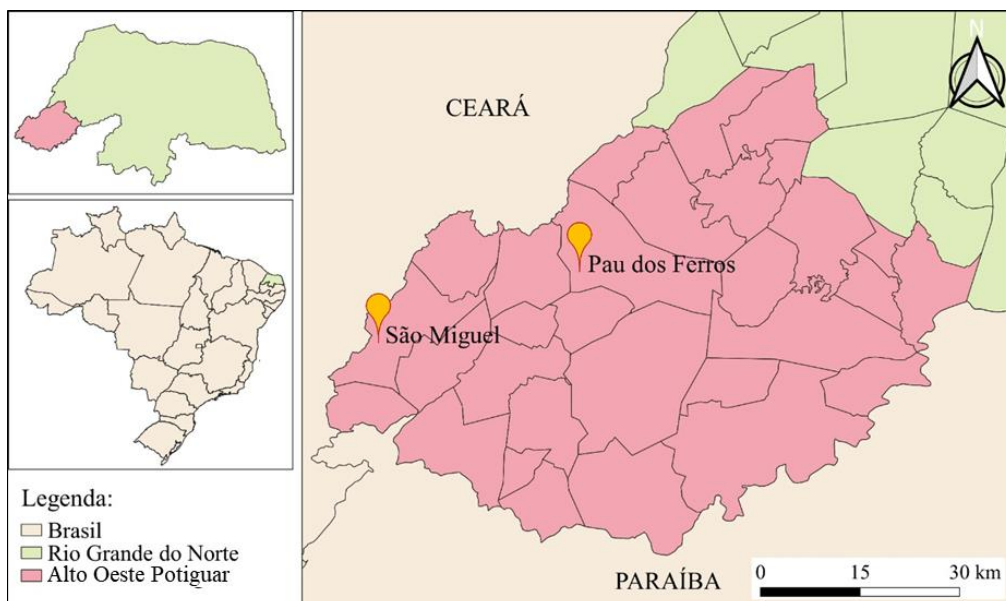 CEARÁ
N
Pau dos Ferros
São Miguel
Legenda:
Brasil
Rio Grande do Norte
Alto Oeste Potiguar
PARAÍBA
0 15 30 km